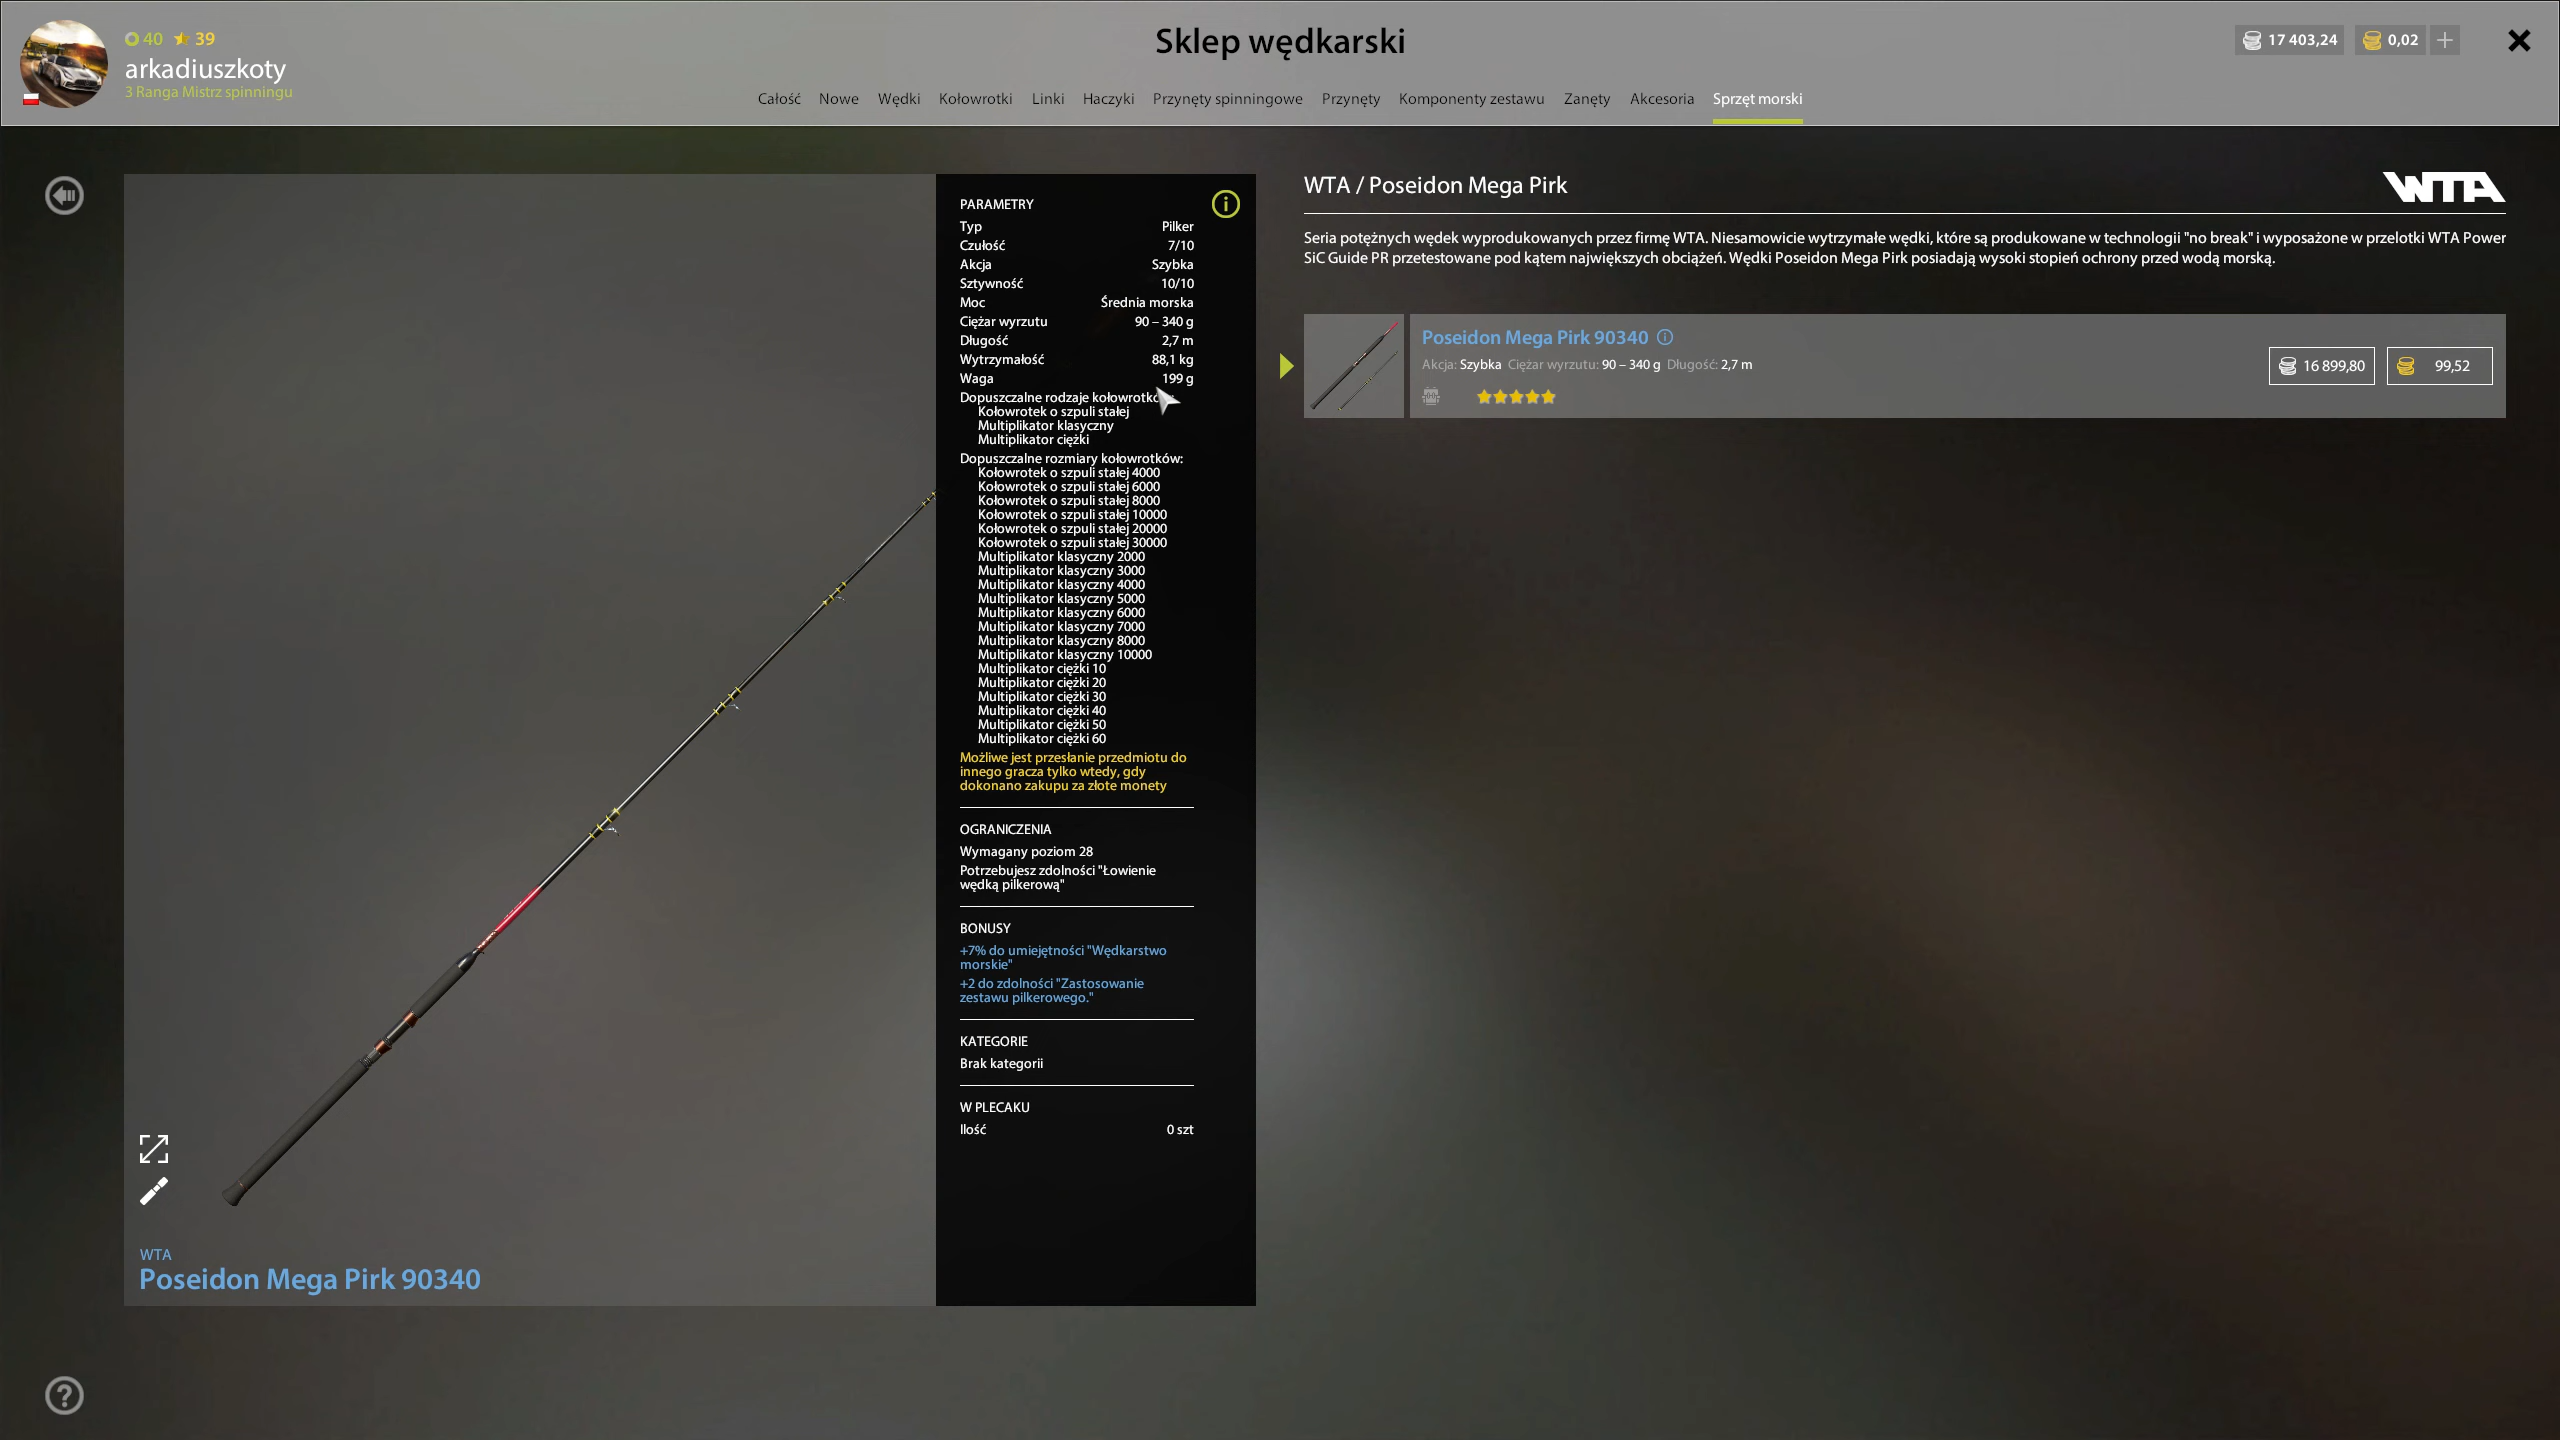 40 39
arkadiuszkoty
3 Ranga Mistrz spinningu
Sklep wędkarski
17 403,24 0,02
Całość Nowe Wędki Kołowrotki Linki Haczyki Przynęty spinningowe Przynęty Komponenty zestawu Zanęty Akcesoria Sprzęt morski
PARAMETRY
Typ Pilker
Czułość 7/10
Akcja Szybka
Sztywność 10/10
Moc Średnia morska
Ciężar wyrzutu 90 – 340 g
Długość 2,7 m
Wytrzymałość 88,1 kg
Waga 199 g
Dopuszczalne rodzaje
Kołowrotek o szpuli stałej
Multiplikator klasyczny
Multiplikator ciężki
Dopuszczalne rozmiary kołowrotków:
Kołowrotek o szpuli stałej 4000
Kołowrotek o szpuli stałej 6000
Kołowrotek o szpuli stałej 8000
Kołowrotek o szpuli stałej 10000
Kołowrotek o szpuli stałej 20000
Kołowrotek o szpuli stałej 30000
Multiplikator klasyczny 2000
Multiplikator klasyczny 3000
Multiplikator klasyczny 4000
Multiplikator klasyczny 5000
Multiplikator klasyczny 6000
Multiplikator klasyczny 7000
Multiplikator klasyczny 8000
Multiplikator klasyczny 10000
Multiplikator ciężki 10
Multiplikator ciężki 20
Multiplikator ciężki 30
Multiplikator ciężki 40
Multiplikator ciężki 50
Multiplikator ciężki 60
Możliwe jest przesłanie przedmiotu do
innego gracza tylko wtedy, gdy
dokonano zakupu za złote monety
OGRANICZENIA
Wymagany poziom 28
Potrzebujesz zdolności "Łowienie
wędką pilkerową"
BONUSY
+7% do umiejętności "Wędkarstwo
morskie"
+2 do zdolności "Zastosowanie
zestawu pilkerowego."
KATEGORIE
Brak kategorii
W PLECAKU
Ilość 0 szt
WTA
Poseidon Mega Pirk 90340
WTA / Poseidon Mega Pirk
WTA
Seria potężnych wędek wyprodukowanych przez firmę WTA. Niesamowicie wytrzymałe wędki, które są produkowane w technologii "no break" i wyposażone w przelotki WTA Power
SiC Guide PR przetestowane pod kątem największych obciążeń. Wędki Poseidon Mega Pirk posiadają wysoki stopień ochrony przed wodą morską.
Poseidon Mega Pirk 90340
Akcja: Szybka Ciężar wyrzutu: 90 – 340 g Długość: 2,7 m
16 899,80 99,52